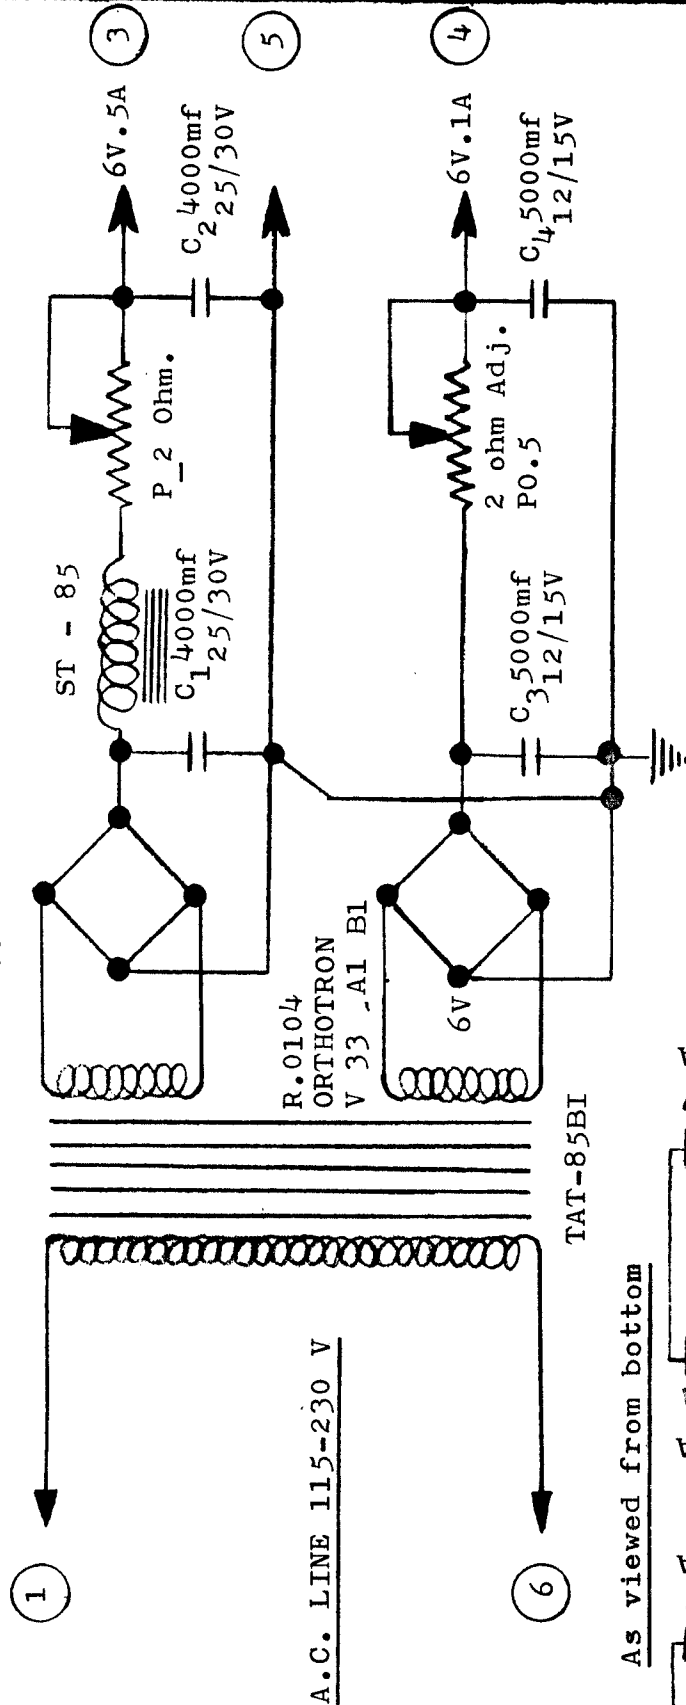 1
6
A.C. LINE 115-230 V
TAT-85BI
R.0104
ORTHOTRON
V 33 -A1 B1
6V
ST - 85
C1 4000mf
25/30V
P_2 Ohm.
C2 4000mf
25/30V
6V.5A
3
5
C3 5000mf
12/15V
2 ohm Adj.
PO.5
C4 5000mf
12/15V
6V.1A
4
As viewed from bottom